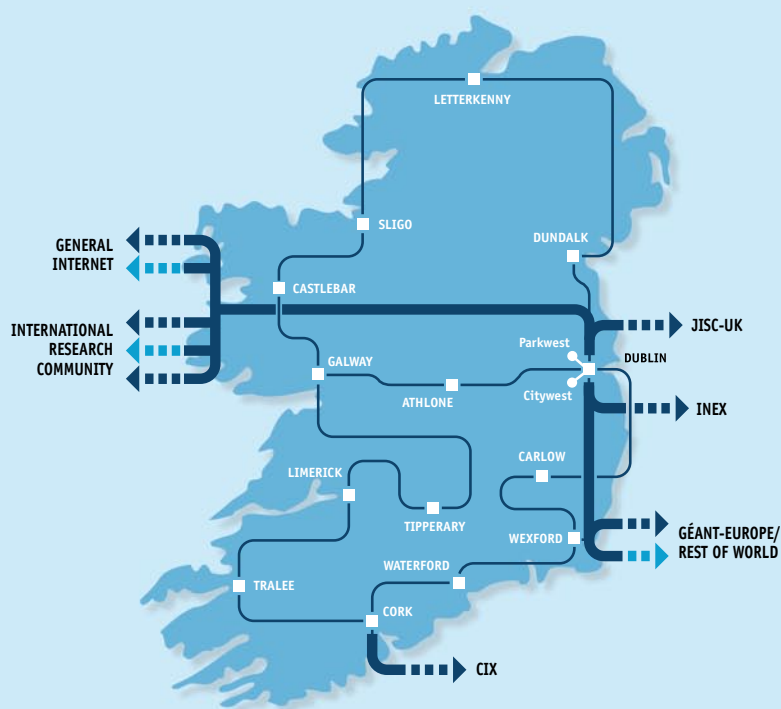 LETTERKENNY
SLIGO
DUNDALK
GENERAL
INTERNET
CASTLEBAR
INTERNATIONAL
RESEARCH
COMMUNITY
JISC-UK
Parkwest
DUBLIN
GALWAY
Citywest
ATHLONE
INEX
CARLOW
LIMERICK
TIPPERARY
WEXFORD
GÉANT-EUROPE/
REST OF WORLD
WATERFORD
TRALEE
CORK
CIX